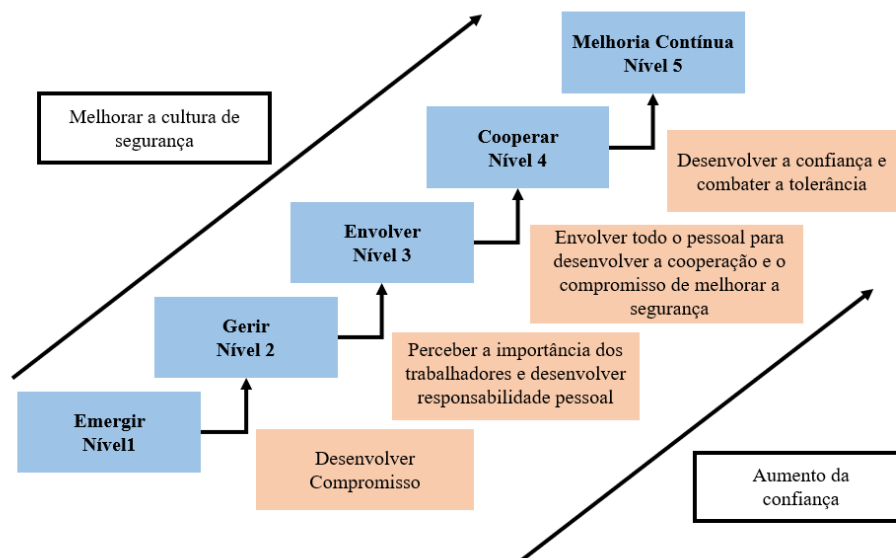 Melhoria Contínua
Nível 5
Melhorar a cultura de
segurança
Cooperar
Nível 4
Desenvolver a confiança e
combater a tolerância
Envolver
Nível 3
Envolver todo o pessoal para
desenvolver a cooperação e o
compromisso de melhorar a
segurança
Gerir
Nível 2
Perceber a importância dos
trabalhadores e desenvolver
responsabilidade pessoal
Emergir
Nível1
Desenvolver
Compromisso
Aumento da
confiança